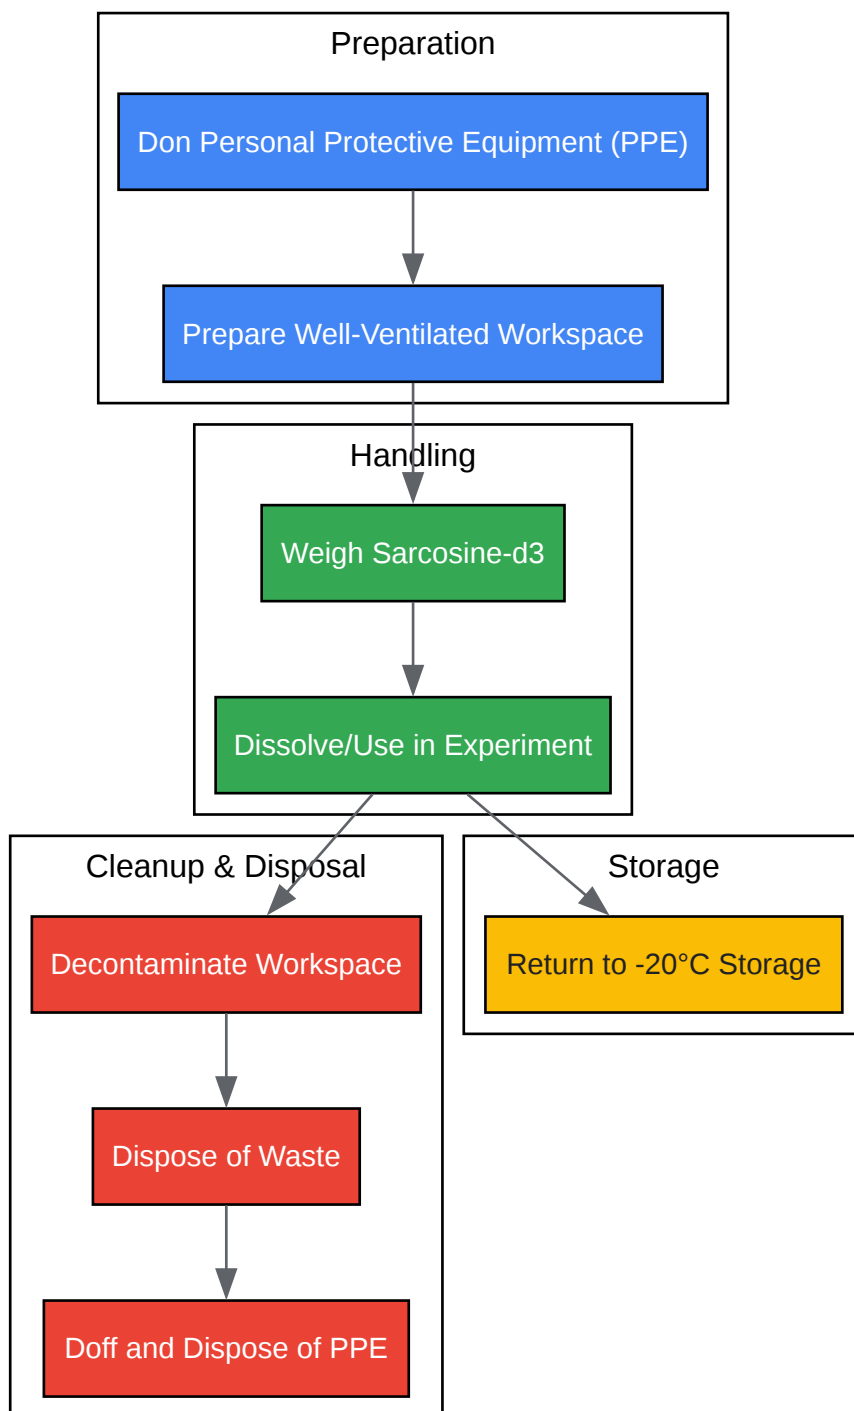 Preparation
Don Personal Protective Equipment (PPE)
Prepare Well-Ventilated Workspace
Handling
Weigh Sarcosine-d3
Dissolve/Use in Experiment
Cleanup & Disposal
Decontaminate Workspace
Dispose of Waste
Doff and Dispose of PPE
Storage
Return to -20°C Storage